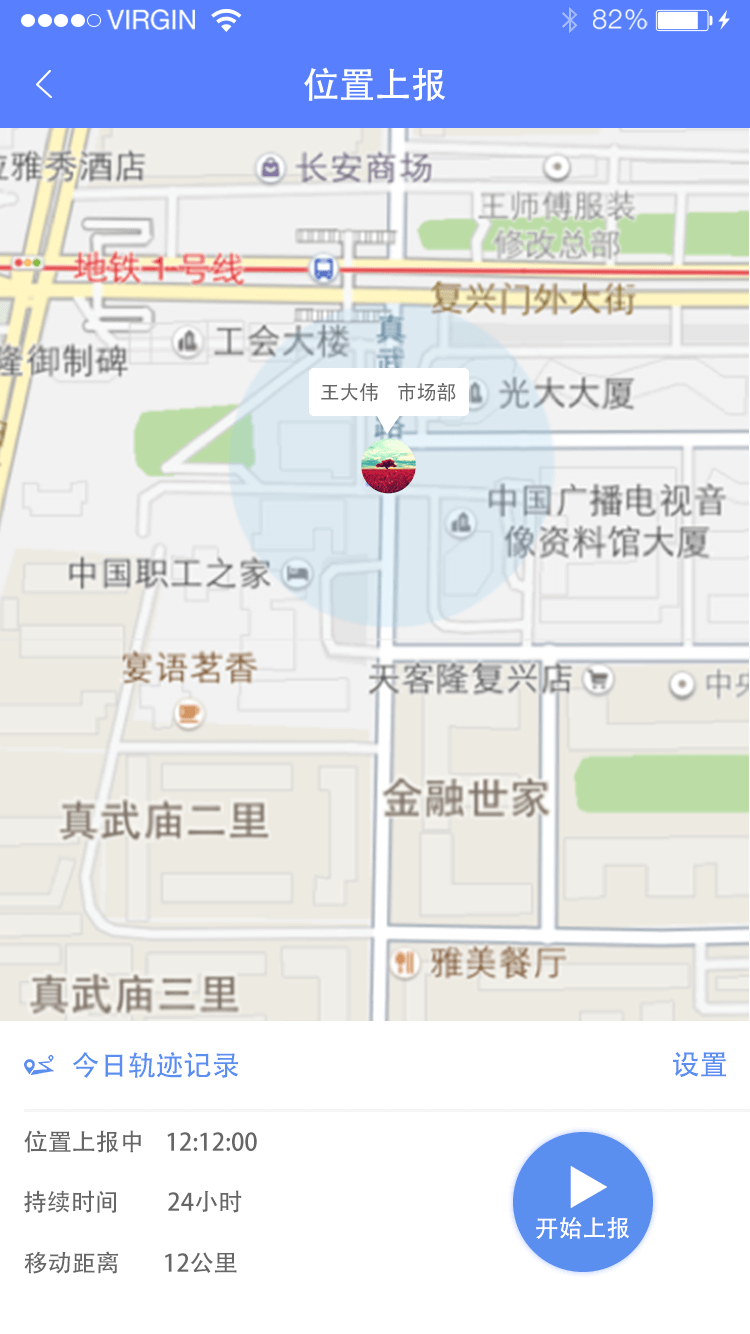 VIRGIN 82%
位置上报
雅秀酒店
长安商场
王师傅服装
修改总部
地铁1号线
复兴门外大街
工会大楼
真
武
隆御制碑
王大伟 市场部
光大大厦
中国广播电视音
像资料馆大厦
中国职工之家
宴语茗香
天客隆复兴店
中央
金融世家
真武庙二里
雅美餐厅
真武庙三里
今日轨迹记录
设置
位置上报中 12:12:00
持续时间 24小时
开始上报
移动距离 12公里